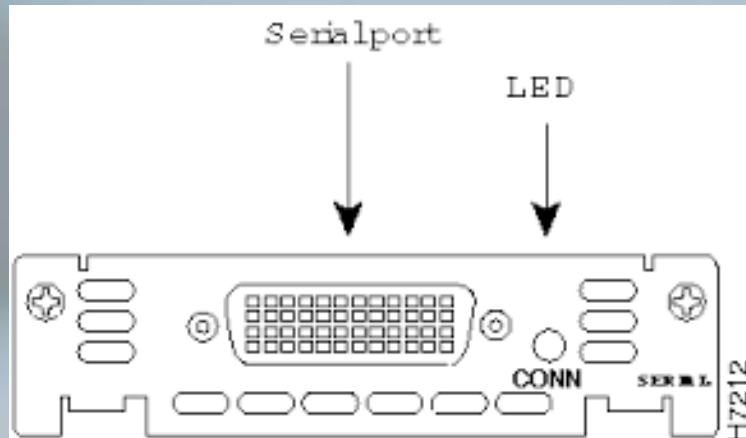 Serialport
LED
CONN
SERIAL
H7212